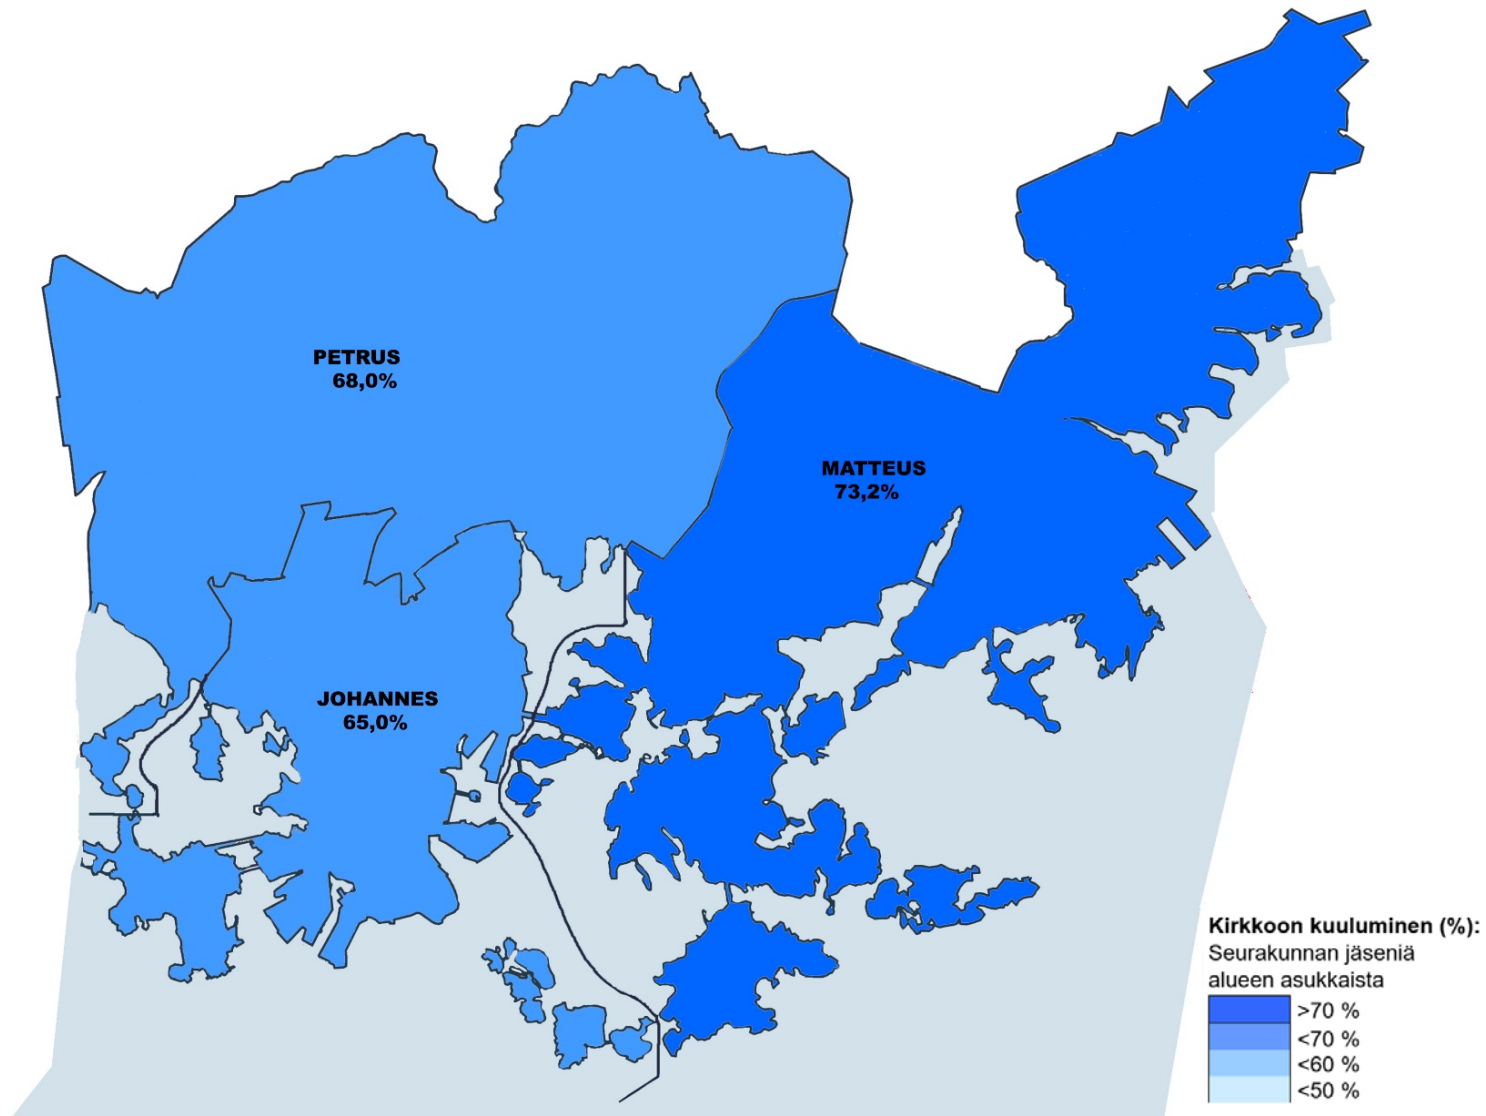 PETRUS
68,0%
MATTEUS
73,2%
JOHANNES
65,0%
Kirkkoon kuuluminen (%):
Seurakunnan jäseniä
alueen asukkaista
>70 %
<70 %
<60 %
<50 %